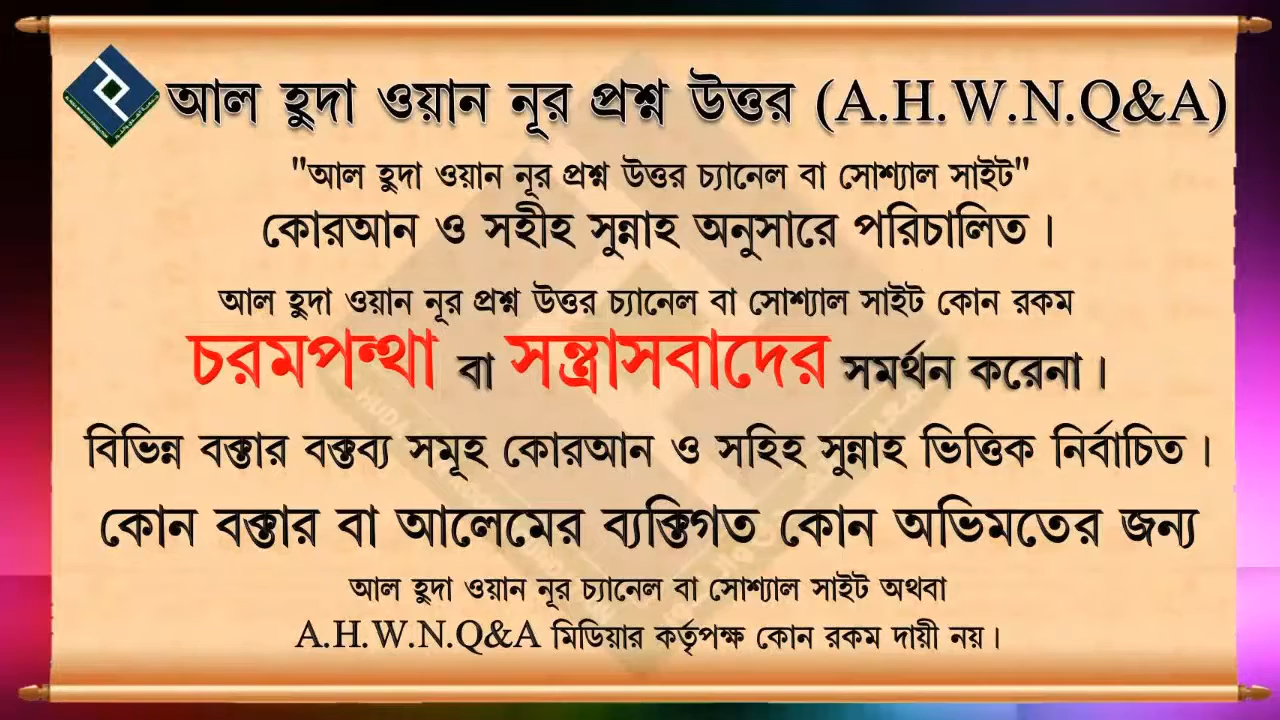 আল হুদা ওয়ান নূর প্রশ্ন উত্তর (A.H.W.N.Q&A)
"আল হুদা ওয়ান নূর প্রশ্ন উত্তর চ্যানেল বা সোশ্যাল সাইট"
কোরআন ও সহীহ সুন্নাহ অনুসারে পরিচালিত ।
আল হুদা ওয়ান নূর প্রশ্ন উত্তর চ্যানেল বা সোশ্যাল সাইট কোন রকম
চরমপন্থা বা সন্ত্রাসবাদের সমর্থন করেনা ।
বিভিন্ন বক্তার বক্তব্য সমূহ কোরআন ও সহিহ সুন্নাহ ভিত্তিক নির্বাচিত ।
কোন বক্তার বা আলেমের ব্যক্তিগত কোন অভিমতের জন্য
আল হুদা ওয়ান নূর চ্যানেল বা সোশ্যাল সাইট অথবা
A.H.W.N.Q&A মিডিয়ার কর্তৃপক্ষ কোন রকম দায়ী নয় ।